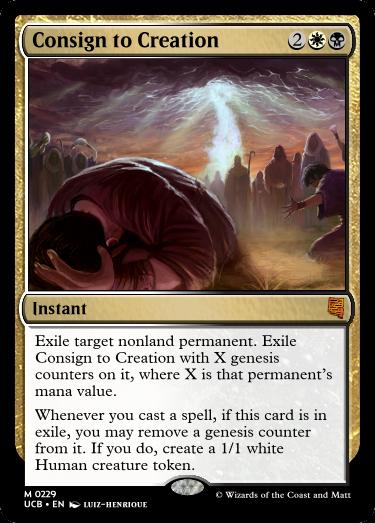 Consign to Creation 2
Instant
Exile target nonland permanent. Exile
Consign to Creation with X genesis
counters on it, where X is that permanent's
mana value.
Whenever you cast a spell, if this card is in
exile, you may remove a genesis counter
from it. If you do, create a 1/1 white
Human creature token.
M 0229
UCB • EN LUIZ-HENRIQUE
© Wizards of the Coast and Matt